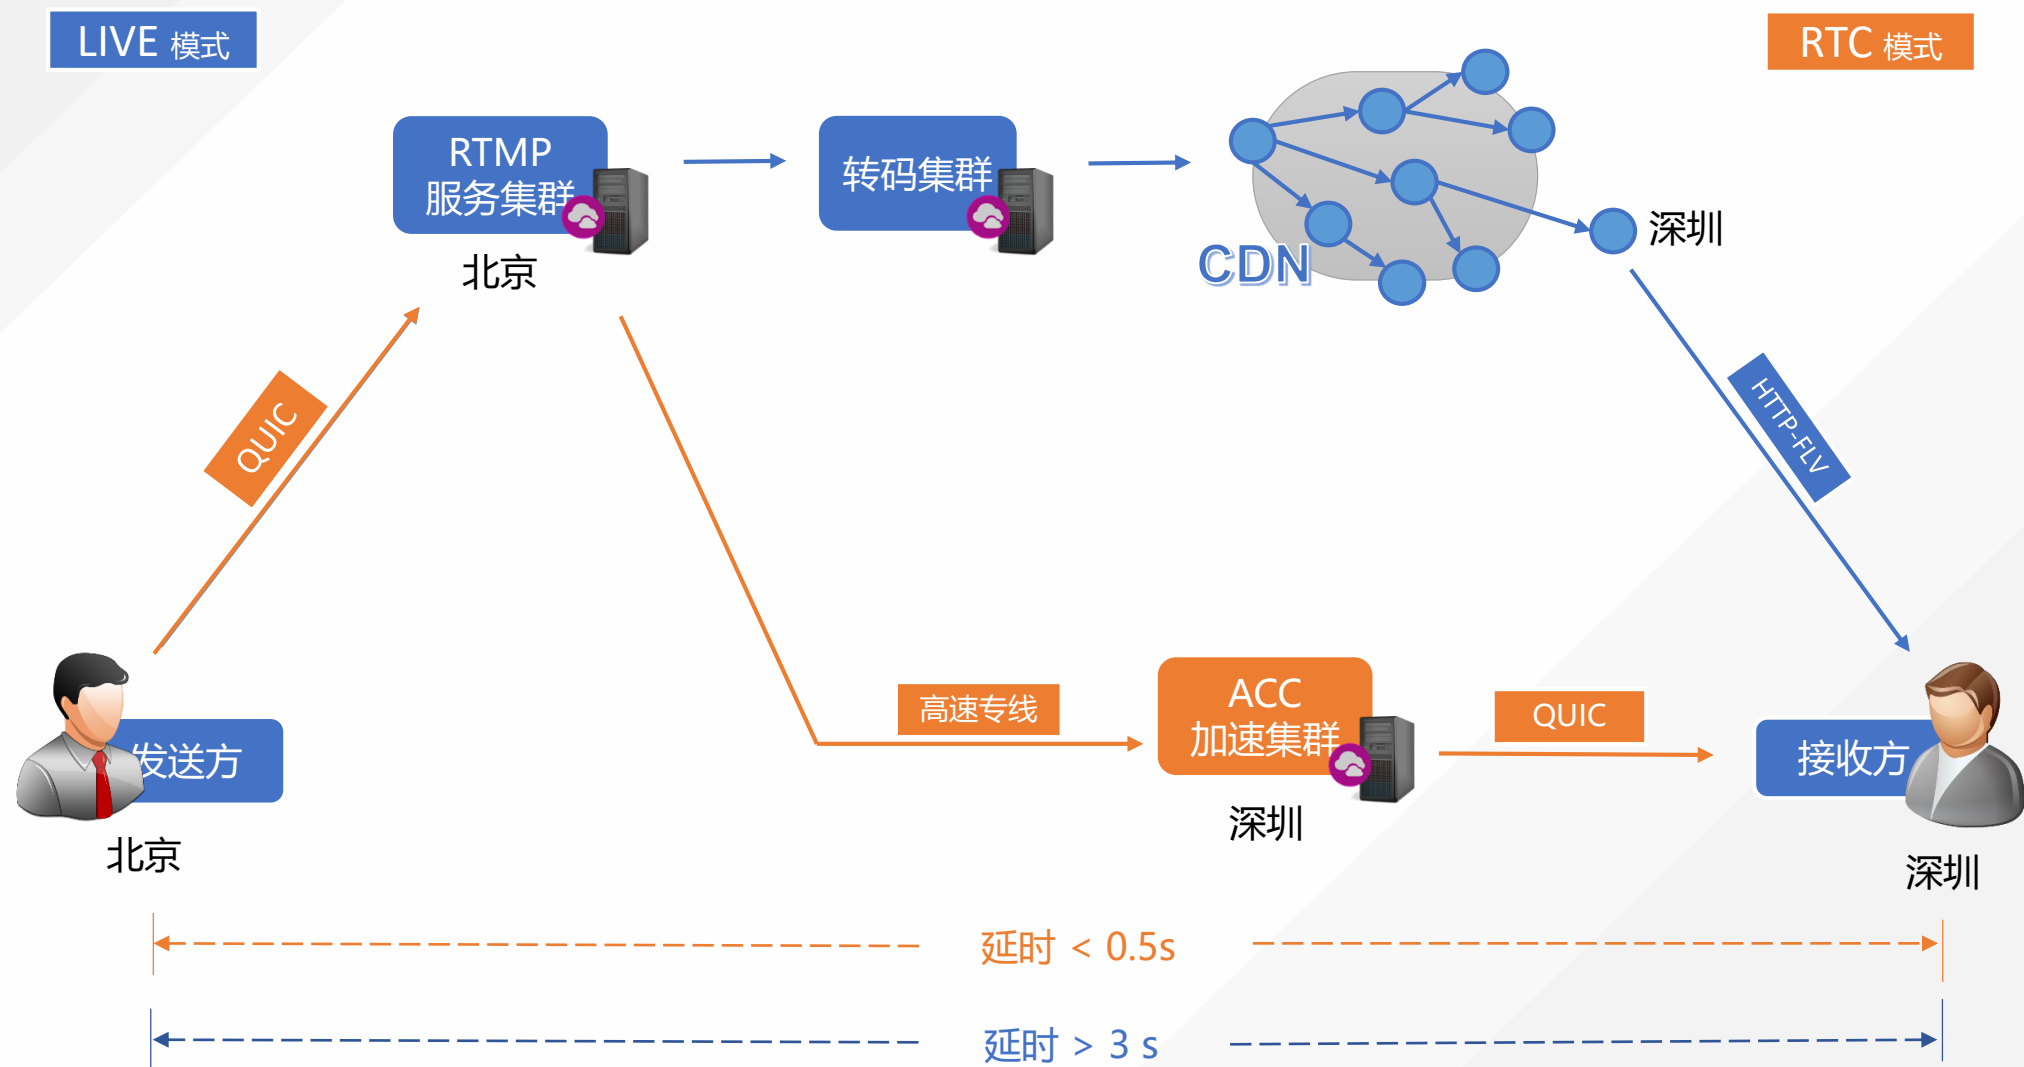 LIVE 模式
RTC 模式
RTMP
服务集群
北京
转码集群
CDN
深圳
QUIC
HTTP-FLV
高速专线
ACC
加速集群
深圳
QUIC
发送方
北京
接收方
深圳
延时 < 0.5s
延时 > 3 s